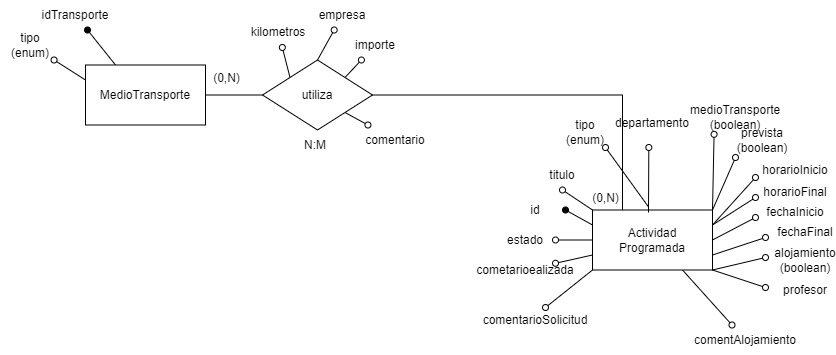 idTransporte
tipo
(enum)
MedioTransporte
(0,N)
kilometros
empresa
importe
utiliza
comentario
N:M
tipo
(enum)
departamento
medioTransporte
(boolean)
prevista
(boolean)
titulo
(0,N)
id
estado
cometarioealizada
comentarioSolicitud
Actividad
Programada
horarioInicio
horarioFinal
fechaInicio
fechaFinal
alojamiento
(boolean)
profesor
comentAlojamiento